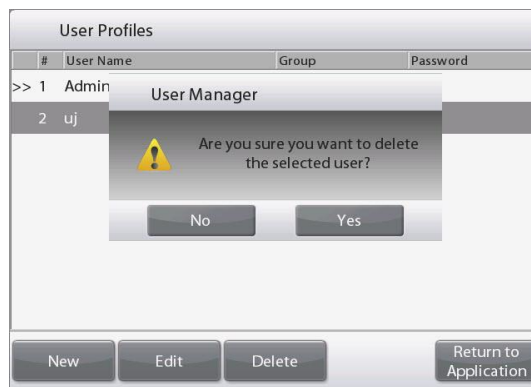 User Profiles
# User Name Group Password
>> 1 Admin
2 uj
User Manager
Are you sure you want to delete
the selected user?
No Yes
New Edit Delete Return to
Application